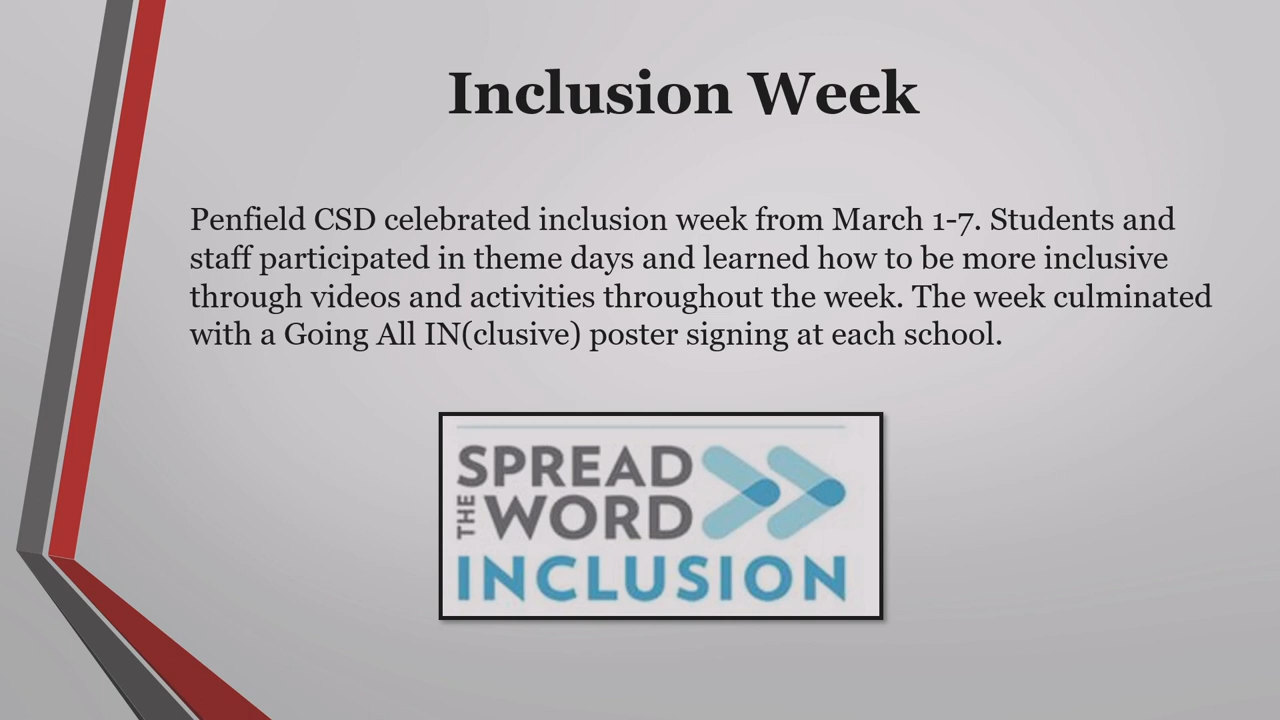 Inclusion Week
Penfield CSD celebrated inclusion week from March 1-7. Students and
staff participated in theme days and learned how to be more inclusive
through videos and activities throughout the week. The week culminated
with a Going All IN(clusive) poster signing at each school.
SPREAD
THE WORD
INCLUSION